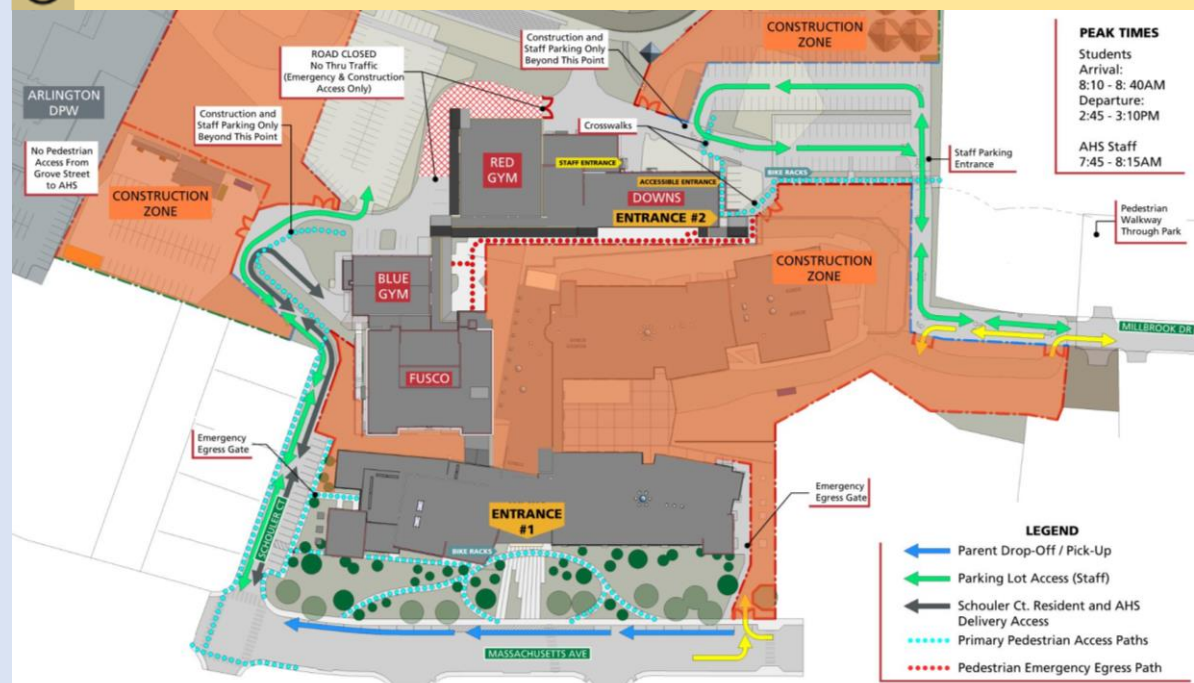 Construction and
Staff Parking Only
Beyond This Point
CONSTRUCTION
ZONE
PEAK TIMES
Students
Arrival:
8:10 - 8: 40AM
Departure:
2:45 - 3:10PM
AHS Staff
7:45 - 8:15AM
ROAD CLOSED
No Thru Traffic
(Emergency & Construction
Access Only)
ARLINGTON
DPW
No Pedestrian
Access From
Grove Street
to AHS
Construction and
Staff Parking Only
Beyond This Point
CONSTRUCTION
ZONE
Crosswalks
RED
GYM
STAFF ENTRANCE
ACCESSIBLE ENTRANCE
DOWNS
ENTRANCE #2
BIKE RACKS
Staff Parking
Entrance
Pedestrian
Walkway
Through Park
CONSTRUCTION
ZONE
BLUE
GYM
FUSCO
MILLBROOK DR
Emergency
Egress Gate
SCHOULER CT
ENTRANCE
#1
BIKE RACKS
Emergency
Egress Gate
MASSACHUSETTS AVE
LEGEND
Parent Drop-Off / Pick-Up
Parking Lot Access (Staff)
Schouler Ct. Resident and AHS
Delivery Access
Primary Pedestrian Access Paths
Pedestrian Emergency Egress Path